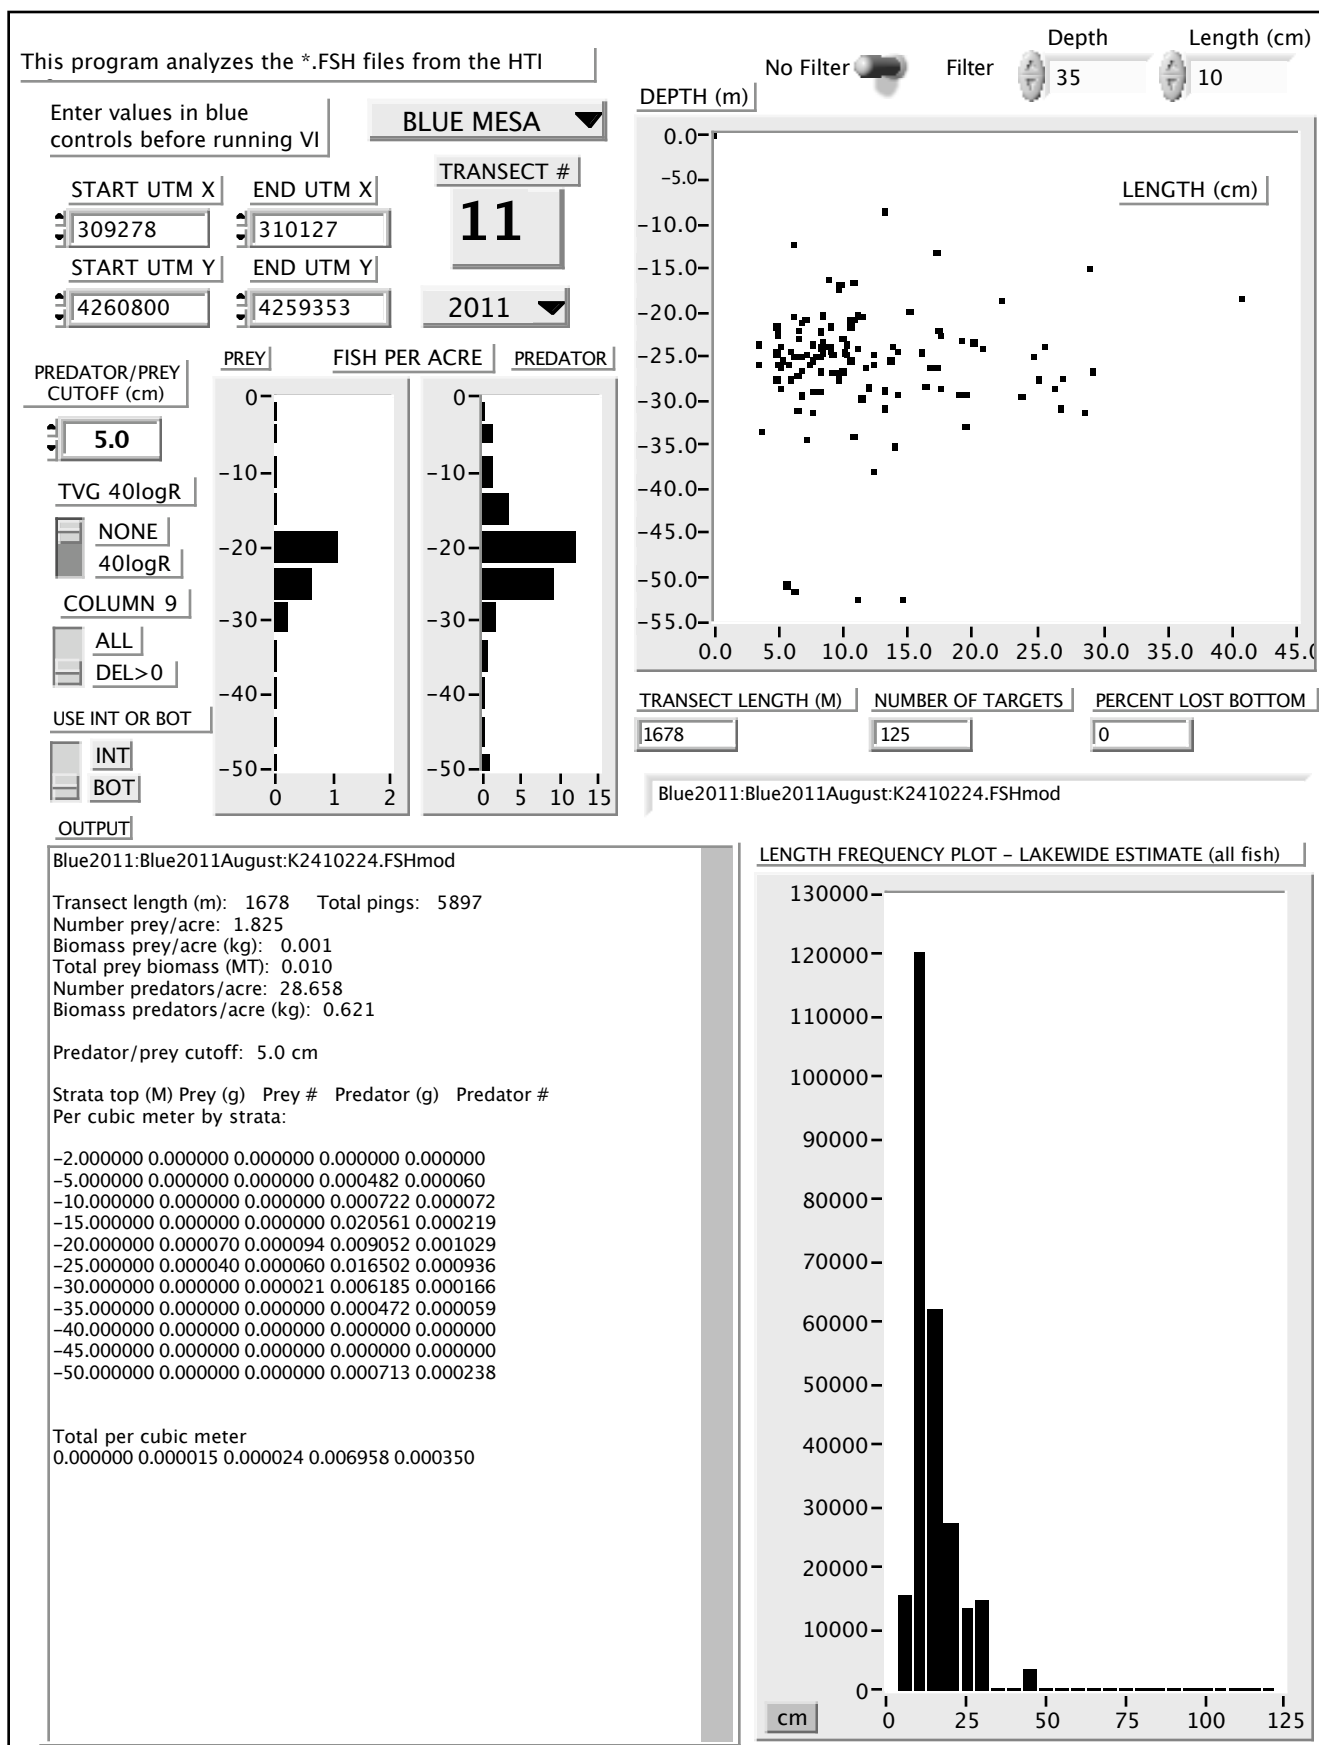 This program analyzes the *.FSH files from the HTI
No Filter Filter
Depth
35
Length (cm)
10
Enter values in blue
controls before running VI
BLUE MESA
TRANSECT #
11
START UTM X
309278
END UTM X
310127
START UTM Y
4260800
END UTM Y
4259353
2011
DEPTH (m)
LENGTH (cm)
0.0
-5.0
-10.0
-15.0
-20.0
-25.0
-30.0
-35.0
-40.0
-45.0
-50.0
-55.0
0.0 5.0 10.0 15.0 20.0 25.0 30.0 35.0 40.0 45.0
PREDATOR/PREY
CUTOFF (cm)
5.0
TVG 40logR
NONE
40logR
COLUMN 9
ALL
DEL>0
USE INT OR BOT
INT
BOT
PREY FISH PER ACRE PREDATOR
0
-10
-20
-30
-40
-50
0 1 2
0
-10
-20
-30
-40
-50
0 5 10 15
TRANSECT LENGTH (M)
1678
NUMBER OF TARGETS
125
PERCENT LOST BOTTOM
0
Blue2011:Blue2011August:K2410224.FSHmod
OUTPUT
Blue2011:Blue2011August:K2410224.FSHmod
Transect length (m): 1678 Total pings: 5897
Number prey/acre: 1.825
Biomass prey/acre (kg): 0.001
Total prey biomass (MT): 0.010
Number predators/acre: 28.658
Biomass predators/acre (kg): 0.621
Predator/prey cutoff: 5.0 cm
Strata top (M) Prey (g) Prey # Predator (g) Predator #
Per cubic meter by strata:
-2.000000 0.000000 0.000000 0.000000 0.000000
-5.000000 0.000000 0.000000 0.000482 0.000060
-10.000000 0.000000 0.000000 0.000722 0.000072
-15.000000 0.000000 0.000000 0.020561 0.000219
-20.000000 0.000070 0.000094 0.009052 0.001029
-25.000000 0.000040 0.000060 0.016502 0.000936
-30.000000 0.000000 0.000021 0.006185 0.000166
-35.000000 0.000000 0.000000 0.000472 0.000059
-40.000000 0.000000 0.000000 0.000000 0.000000
-45.000000 0.000000 0.000000 0.000000 0.000000
-50.000000 0.000000 0.000000 0.000713 0.000238
Total per cubic meter
0.000000 0.000015 0.000024 0.006958 0.000350
LENGTH FREQUENCY PLOT - LAKEWIDE ESTIMATE (all fish)
130000
120000
110000
100000
90000
80000
70000
60000
50000
40000
30000
20000
10000
0
cm
0 25 50 75 100 125